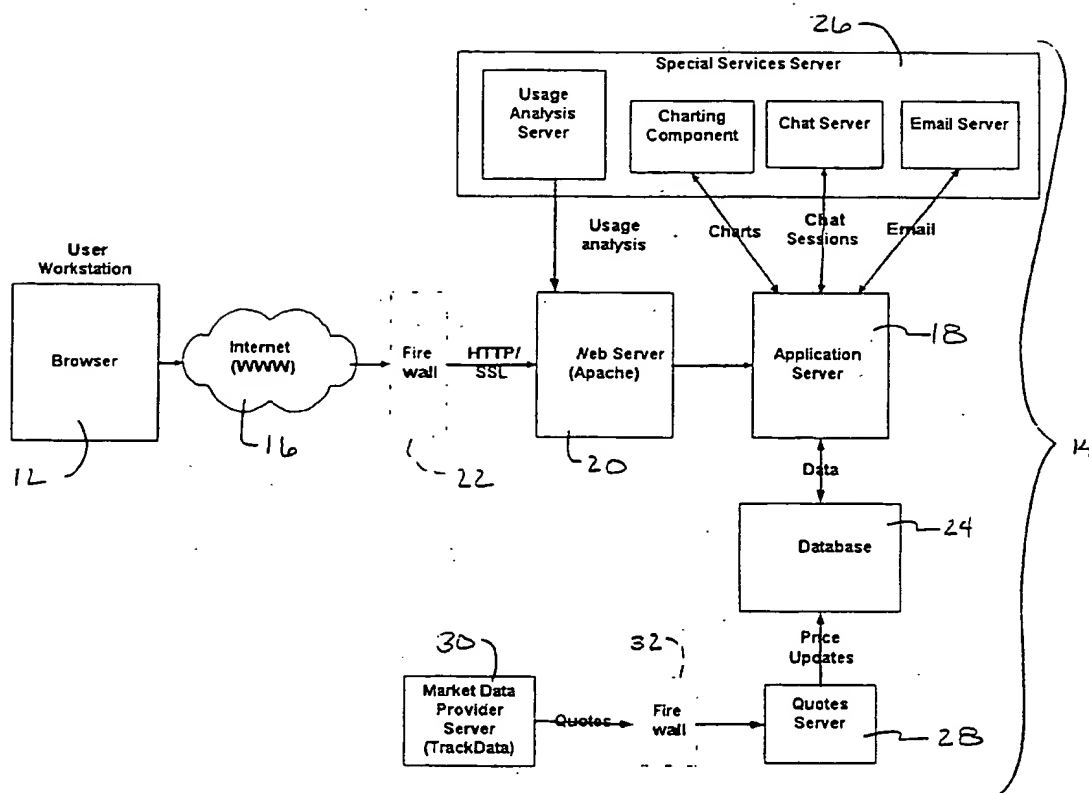 26
Special Services Server
Usage
Analysis
Server
Charting
Component
Chat Server
Email Server
Usage
analysis
Charts
Chat
Sessions
Email
User
Workstation
Browser
12
Internet
(WWW)
16
Fire
wall
22
HTTP/
SSL
Web Server
(Apache)
20
Application
Server
18
14
Data
Database
24
Price
Updates
30
Market Data
Provider
Server
(TrackData)
Quotes
32
Fire
wall
Quotes
Server
28